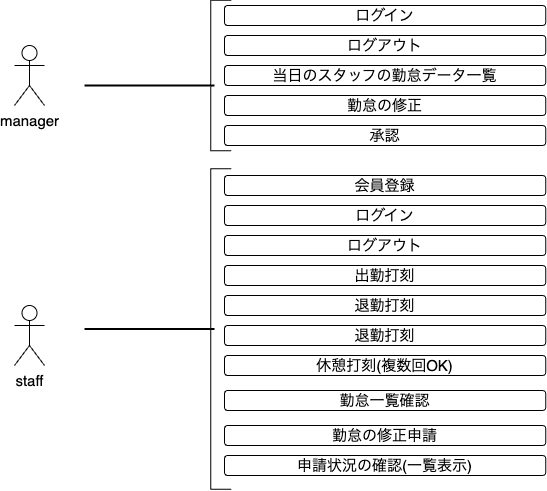 ログイン
ログアウト
当日のスタッフの勤怠データ一覧
勤怠の修正
承認
manager
会員登録
ログイン
ログアウト
出勤打刻
退勤打刻
退勤打刻
休憩打刻(複数回OK)
勤怠一覧確認
勤怠の修正申請
申請状況の確認(一覧表示)
staff